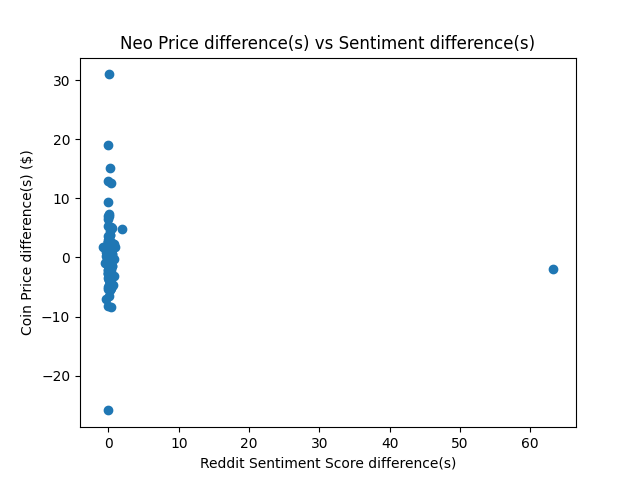 Neo Price difference(s) vs Sentiment difference(s)
Coin Price difference(s) ($)
30
20
10
0
−10
−20
0 10 20 30 40 50 60
Reddit Sentiment Score difference(s)